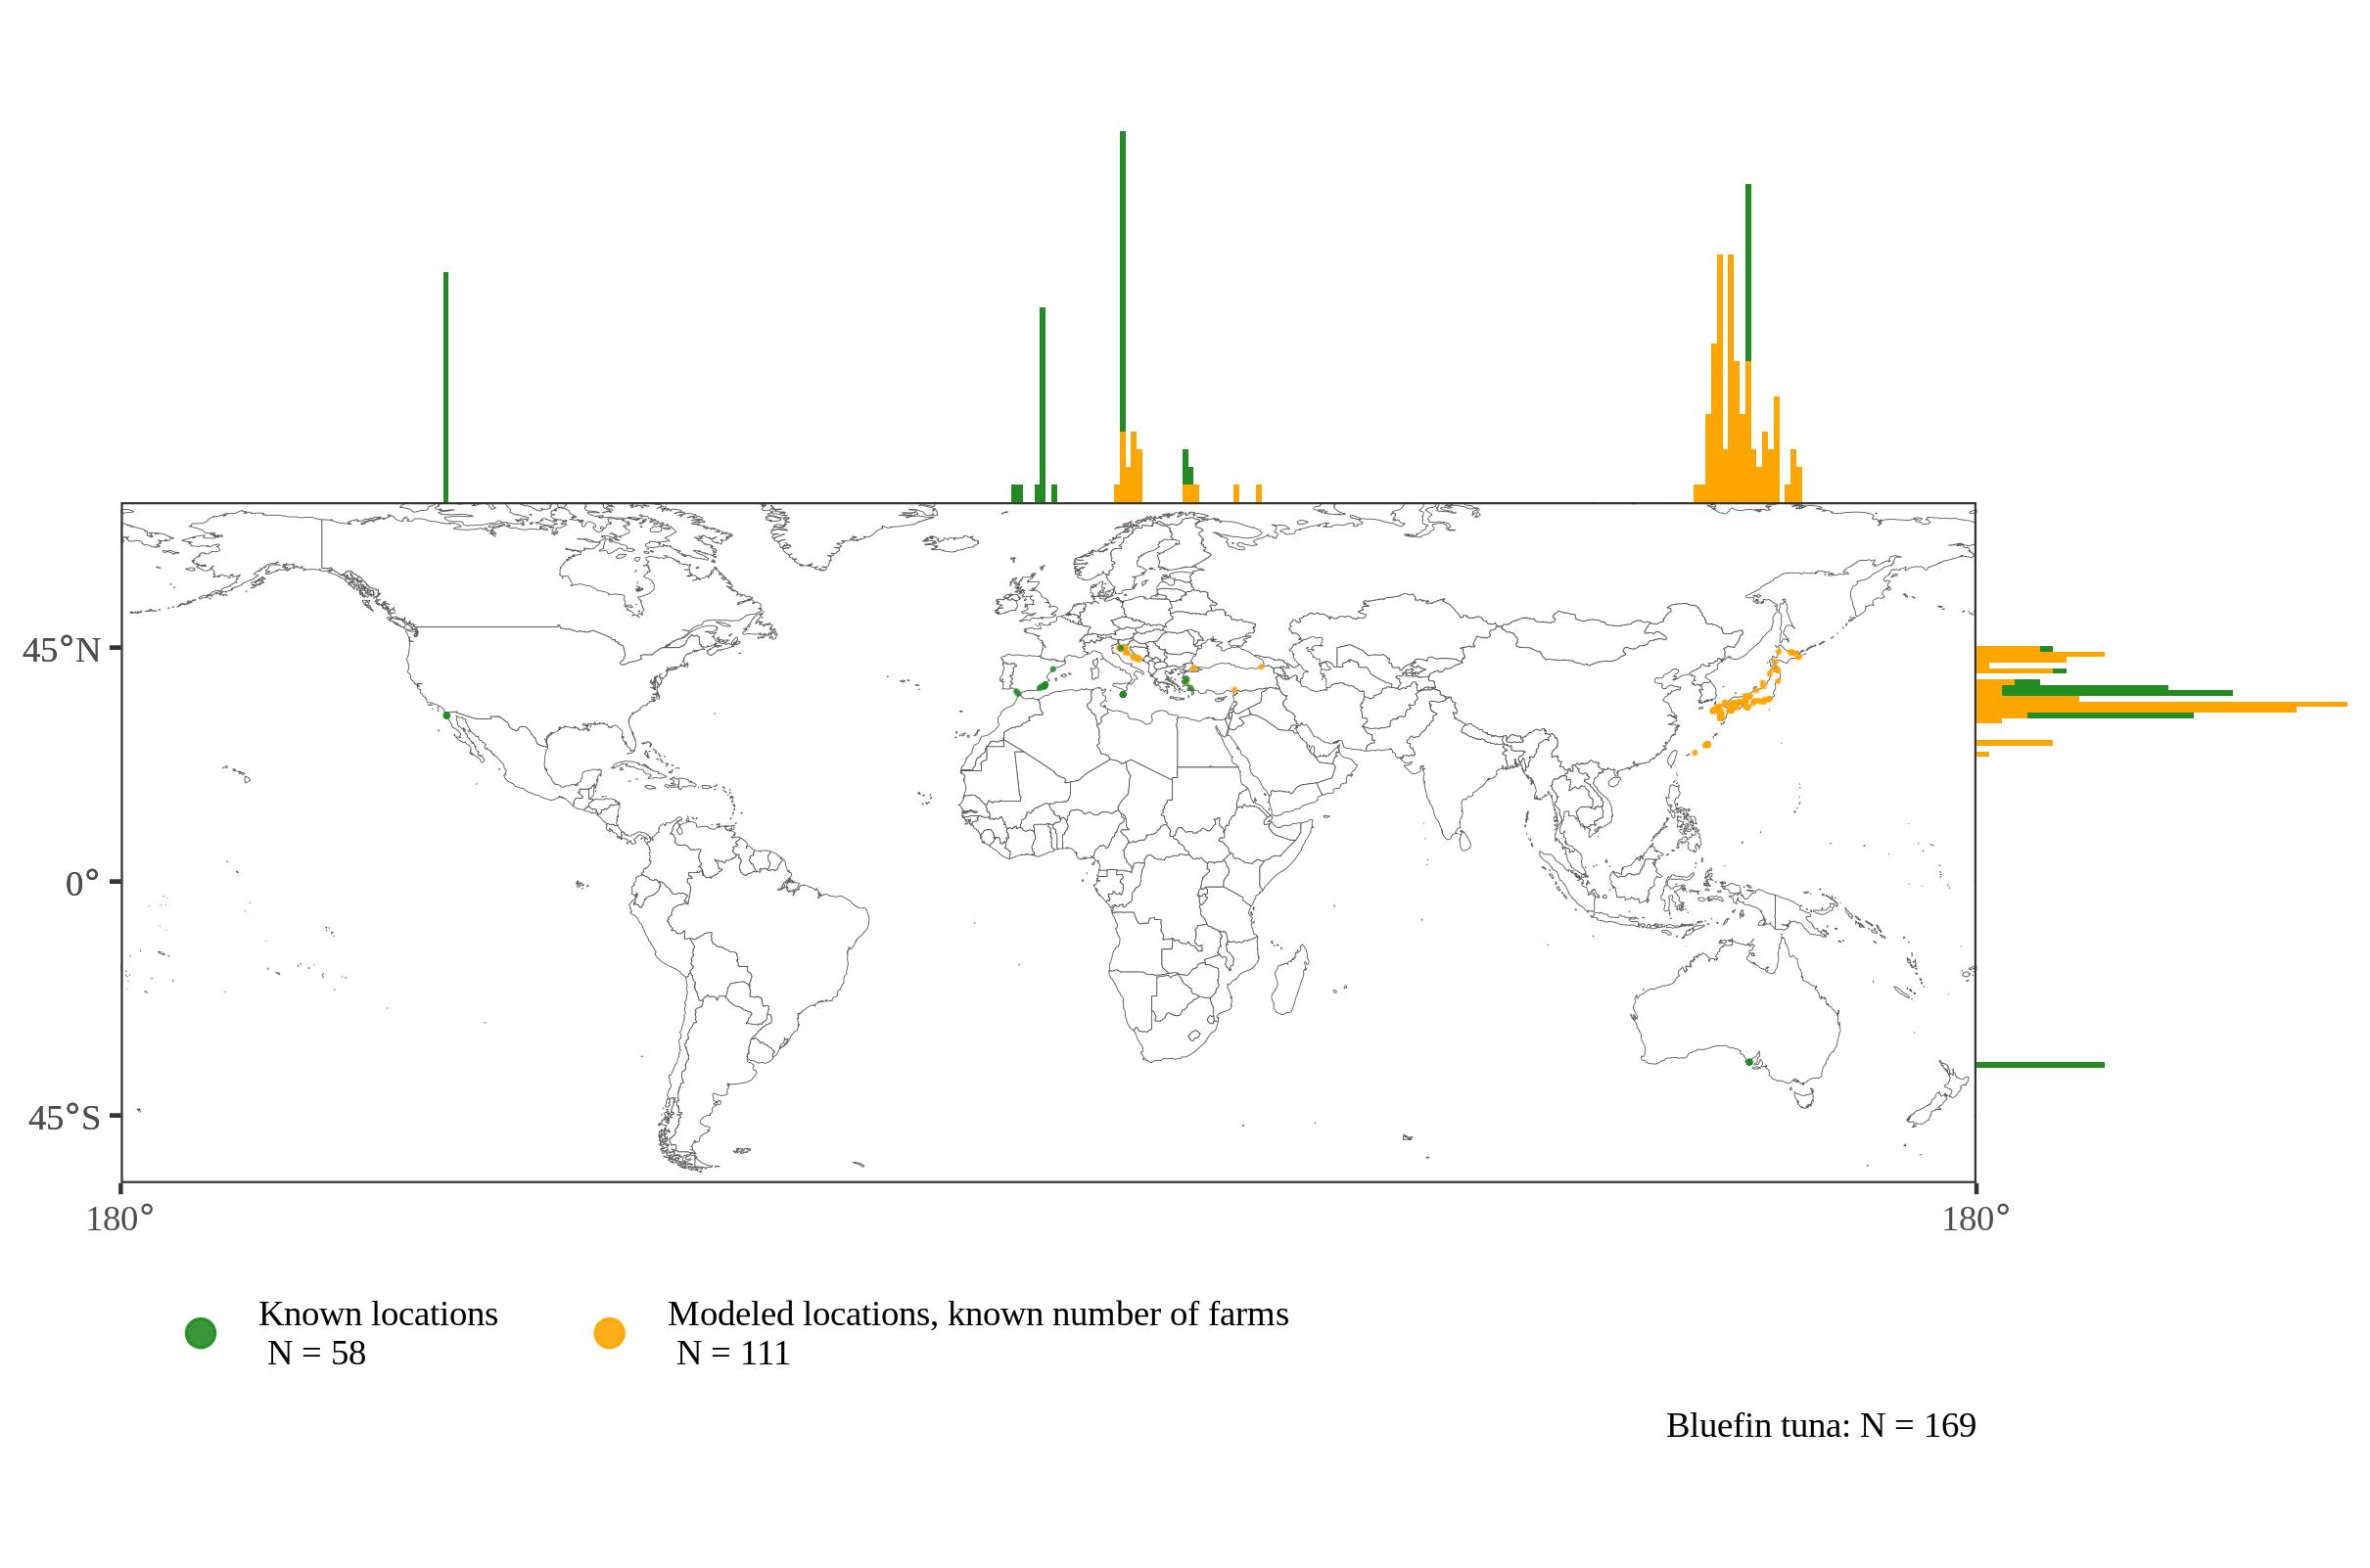 45°N
0°
45°S
180°
180°
Known locations
N = 58
Modeled locations, known number of farms
N = 111
Bluefin tuna: N = 169